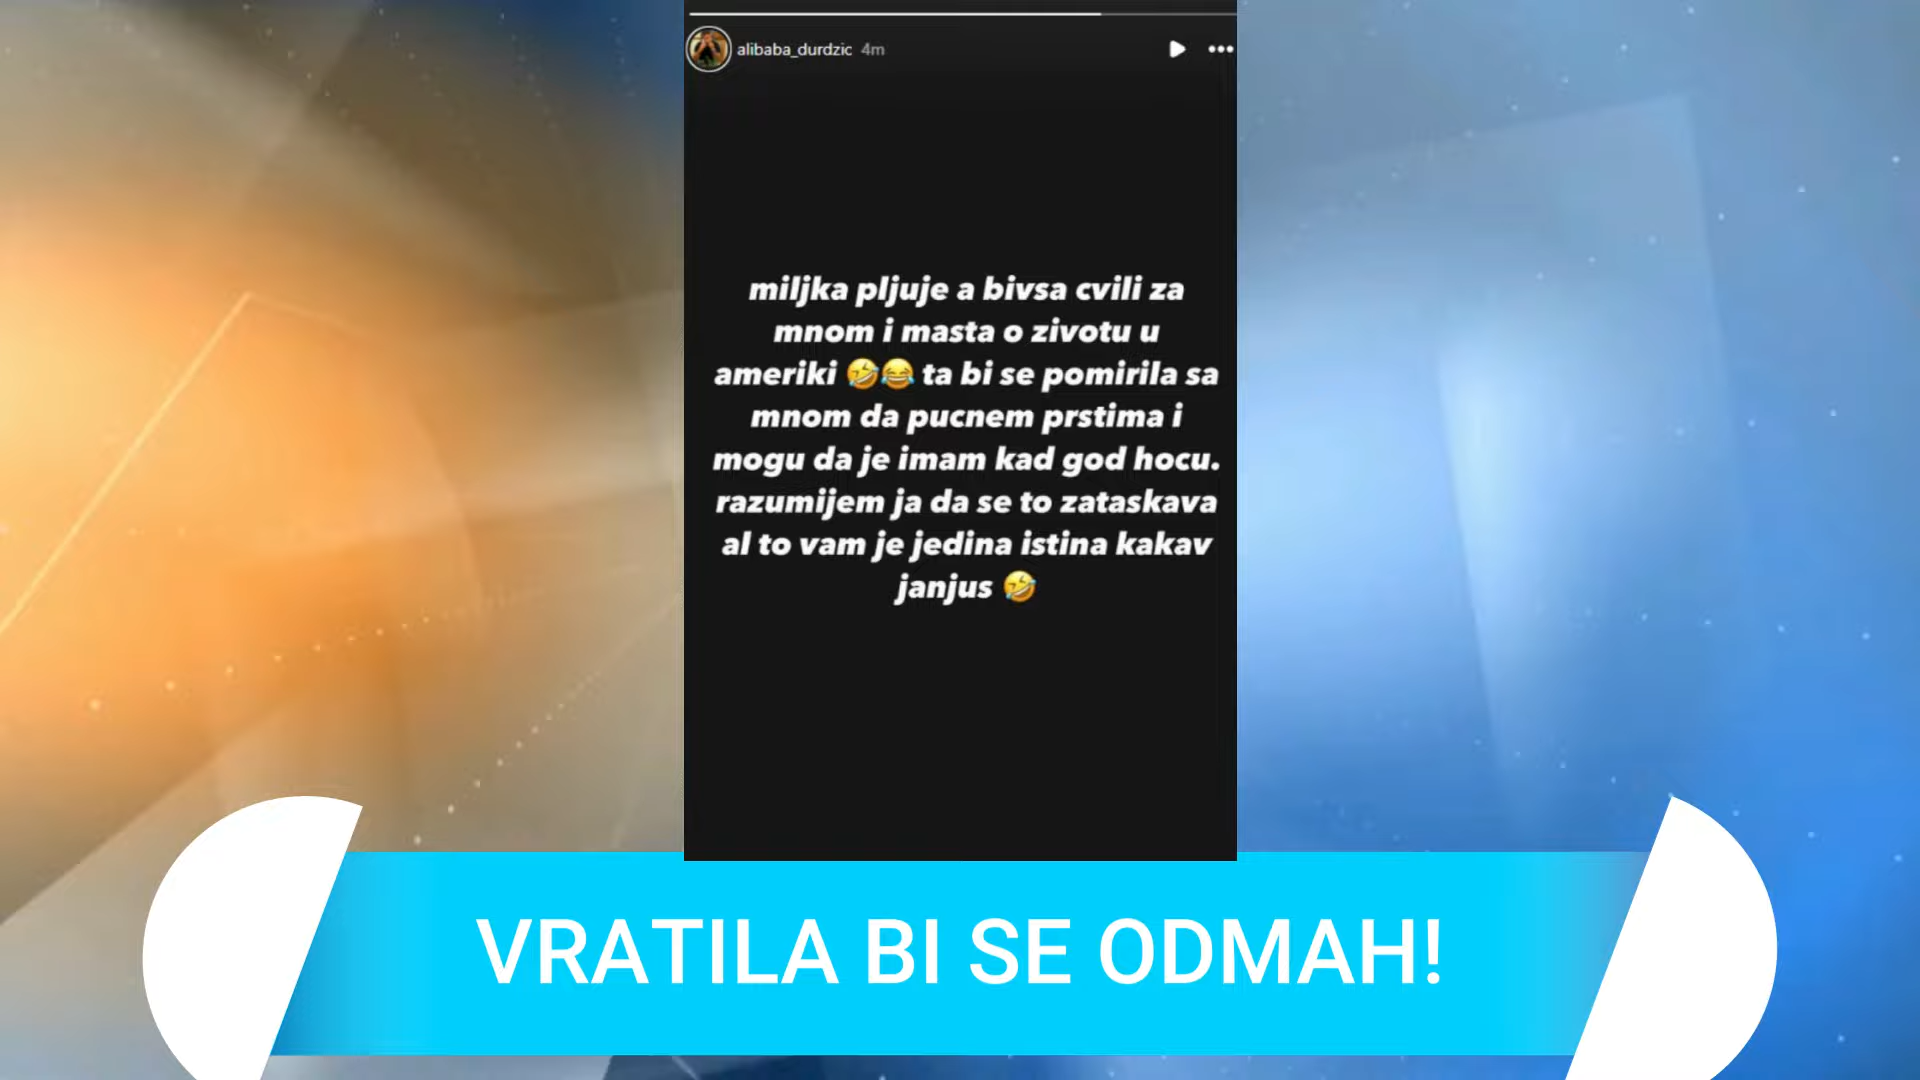 alibaba_durdzic 4m
miljka pljuje a bivsa cvili za
mnom i masta o zivotu u
ameriki 🤣😂 ta bi se pomirila sa
mnom da pucnem prstima i
mogu da je imam kad god hocu.
razumijem ja da se to zataskava
al to vam je jedina istina kakav
janjus 🤣
VRATILA BI SE ODMAH!